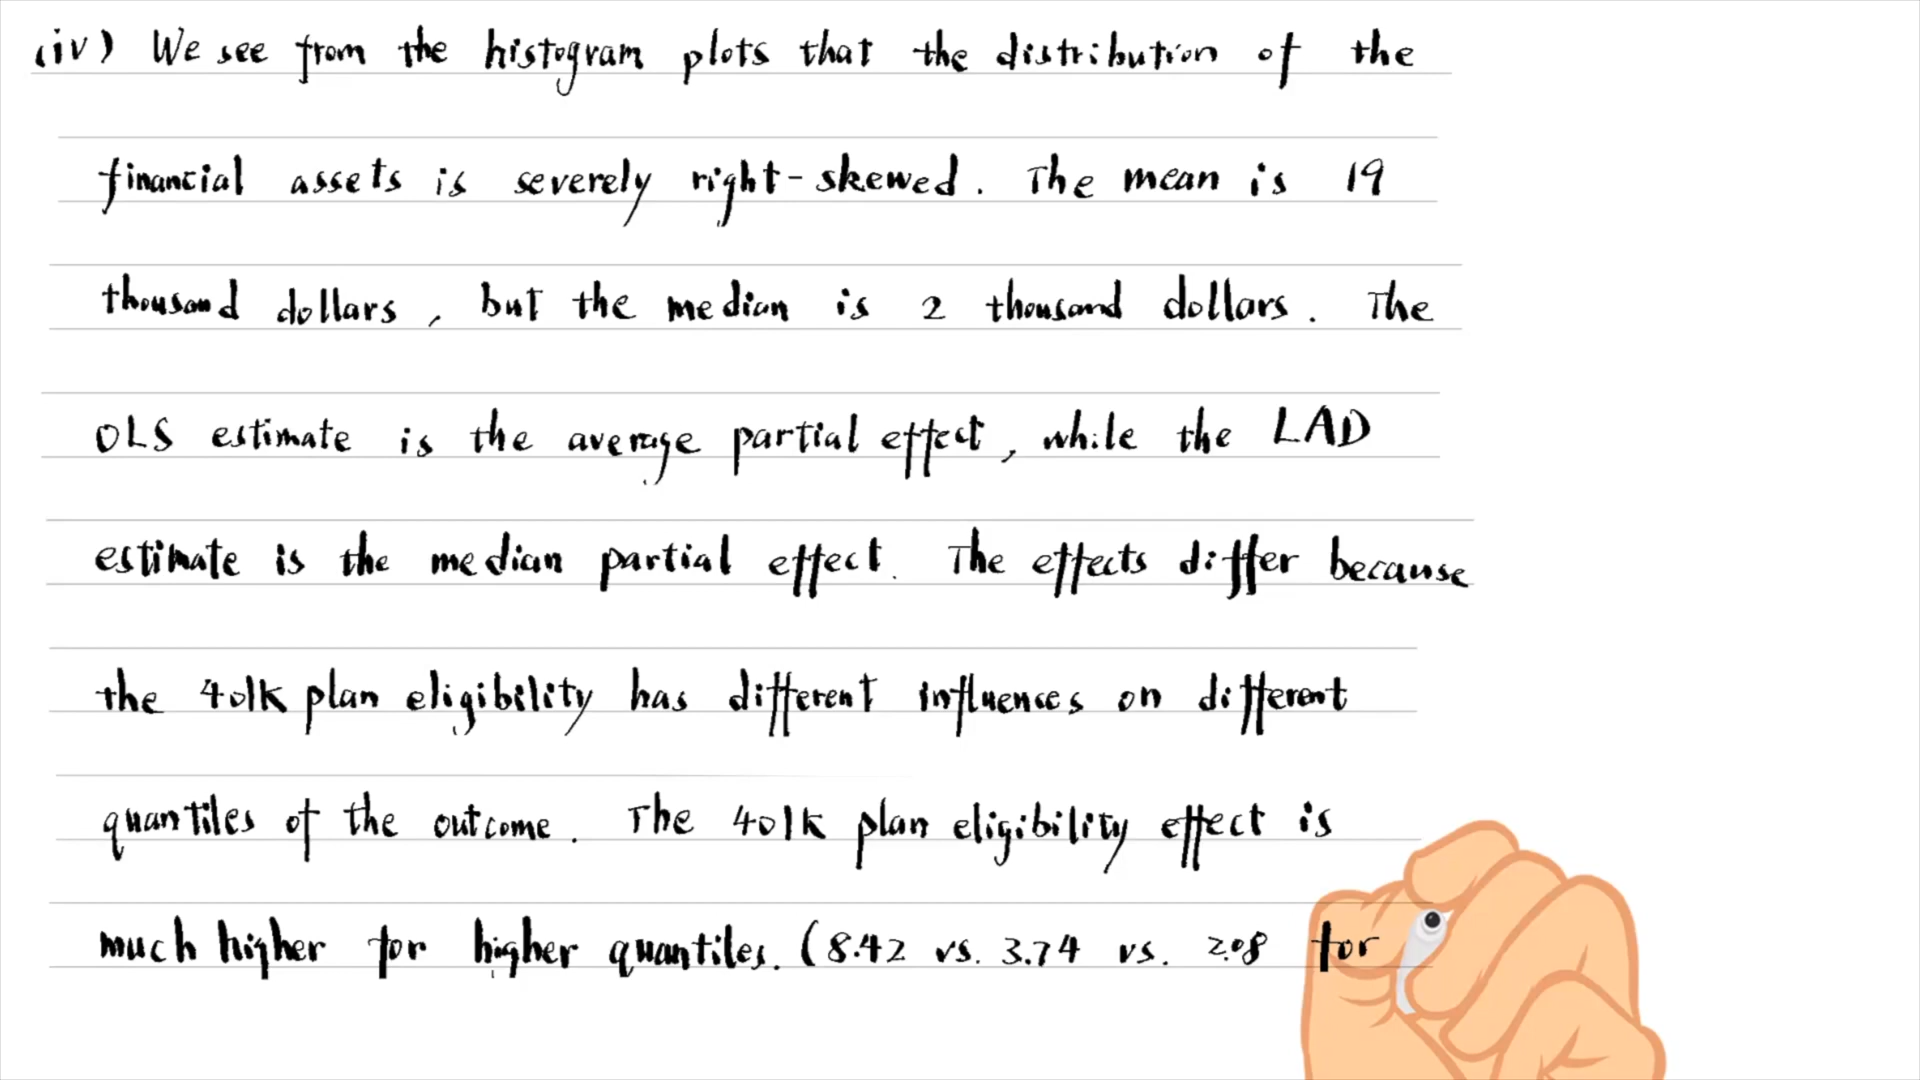 (iv) We see from the histogram plots that the distribution of the
financial assets is severely right-skewed. The mean is 19
thousand dollars, but the median is 2 thousand dollars. The
OLS estimate is the average partial effect, while the LAD
estimate is the median partial effect. The effects differ because
the 401K plan eligibility has different influences on different
quantiles of the outcome. The 401K plan eligibility effect is
much higher for higher quantiles. (8.42 vs. 3.74 vs. 2.08 for